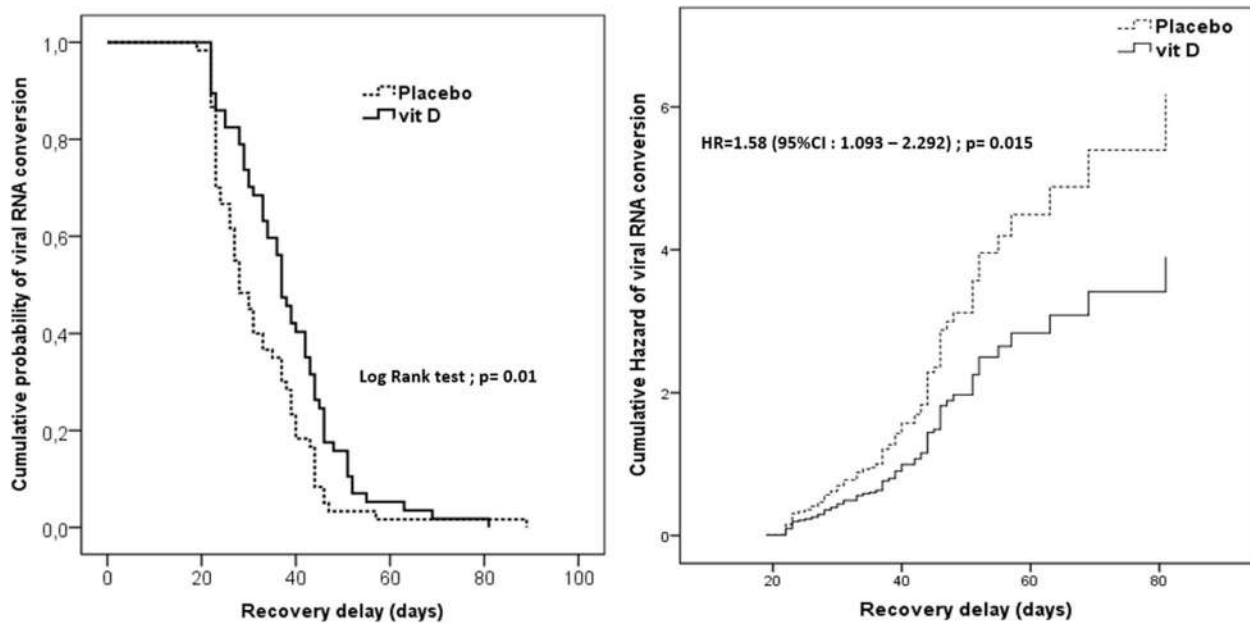 Cumulative probability of viral RNA conversion
1,0
0,8
0,6
0,4
0,2
0,0
Placebo
vit D
Log Rank test ; p= 0.01
0
20
40
60
80
100
Recovery delay (days)
Cumulative Hazard of viral RNA conversion
6
4
2
0
Placebo
vit D
HR=1.58 (95%CI : 1.093 – 2.292) ; p= 0.015
20
40
60
80
Recovery delay (days)